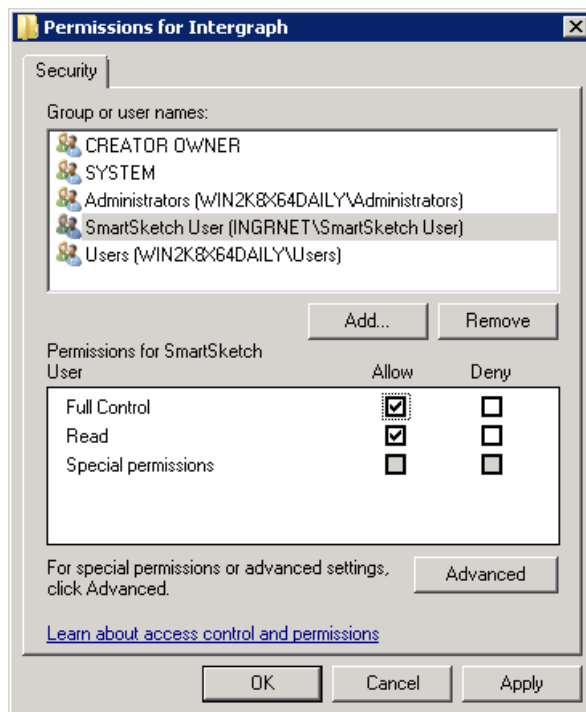 Permissions for Intergraph
Security
Group or user names:
CREATOR OWNER
SYSTEM
Administrators (WIN2K8X64DAILY\Administrators)
SmartSketch User (INGRNET\SmartSketch User)
Users (WIN2K8X64DAILY\Users)
Add... Remove
Permissions for SmartSketch
User Allow Deny
Full Control
Read
Special permissions
For special permissions or advanced settings,
click Advanced.
Advanced
Learn about access control and permissions
OK Cancel Apply